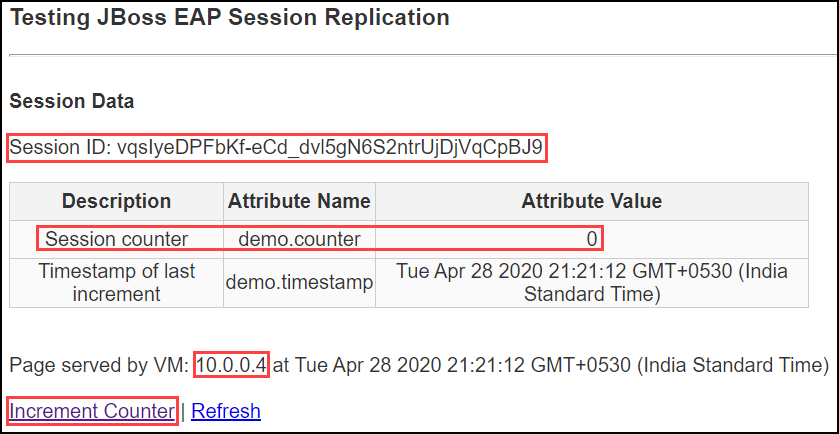 Testing JBoss EAP Session Replication
Session Data
Session ID: vqsIyeDPFbKf-eCd_dvl5gN6S2ntrUjDjVqCpBJ9
Description Attribute Name Attribute Value
Session counter demo.counter 0
Timestamp of last increment demo.timestamp Tue Apr 28 2020 21:21:12 GMT+0530 (India Standard Time)
Page served by VM: 10.0.0.4 at Tue Apr 28 2020 21:21:12 GMT+0530 (India Standard Time)
Increment Counter | Refresh